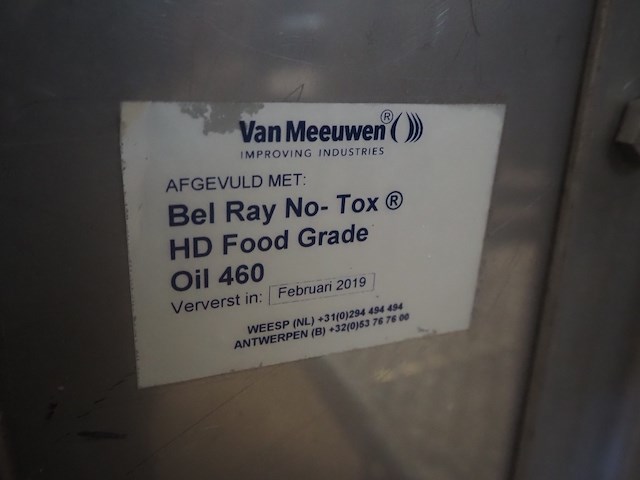 Van Meeuwen®
IMPROVING INDUSTRIES
AFGEVULD MET:
Bel Ray No- Tox ®
HD Food Grade
Oil 460
Ververst in: Februari 2019
WEESP (NL) +31(0)294 494 494
ANTWERPEN (B) +32(0)53 76 76 00